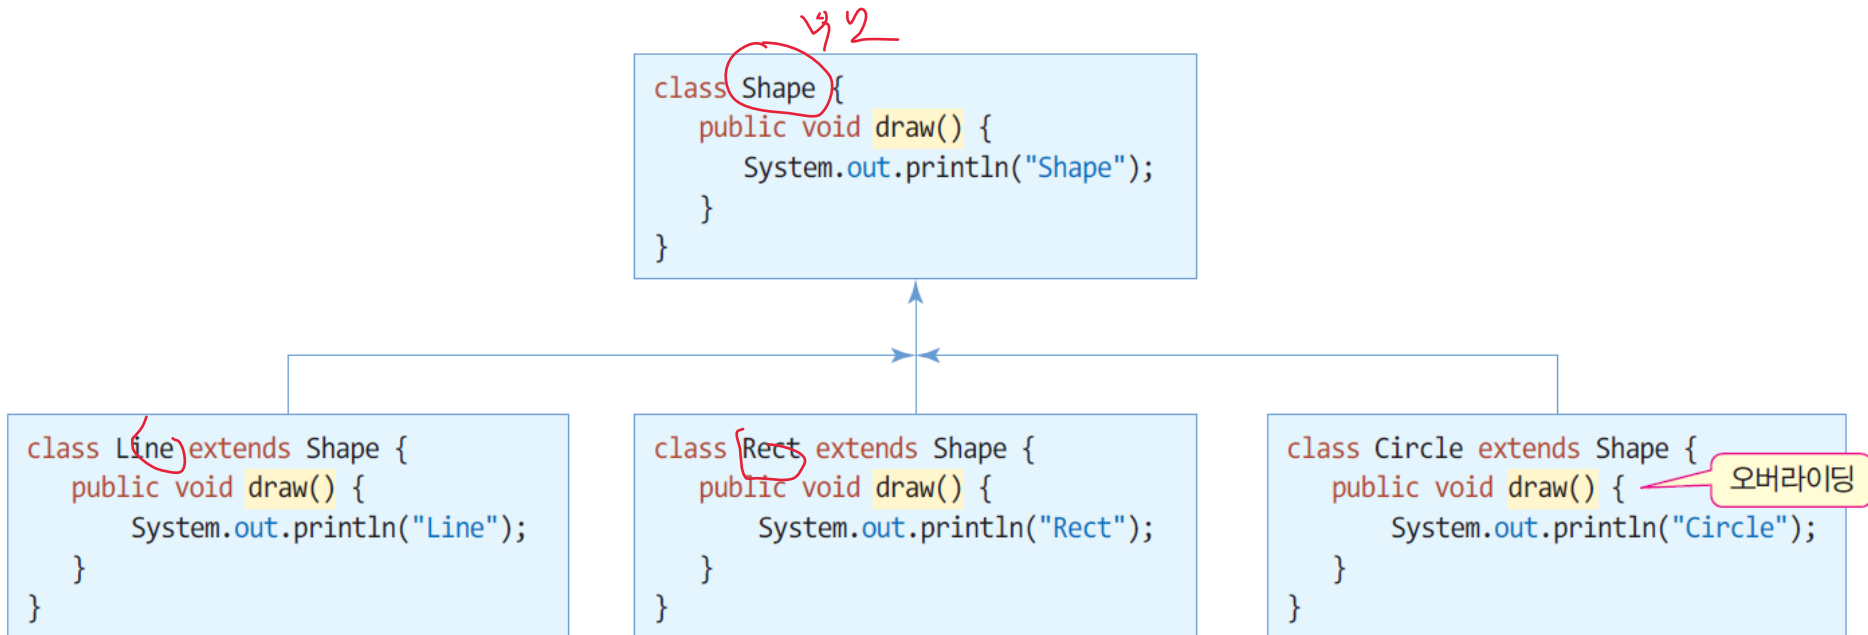 class Shape {
public void draw() {
System.out.println("Shape");
}
}
class Line extends Shape {
public void draw() {
System.out.println("Line");
}
}
class Rect extends Shape {
public void draw() {
System.out.println("Rect");
}
}
class Circle extends Shape {
public void draw() {
오버라이딩
System.out.println("Circle");
}
}